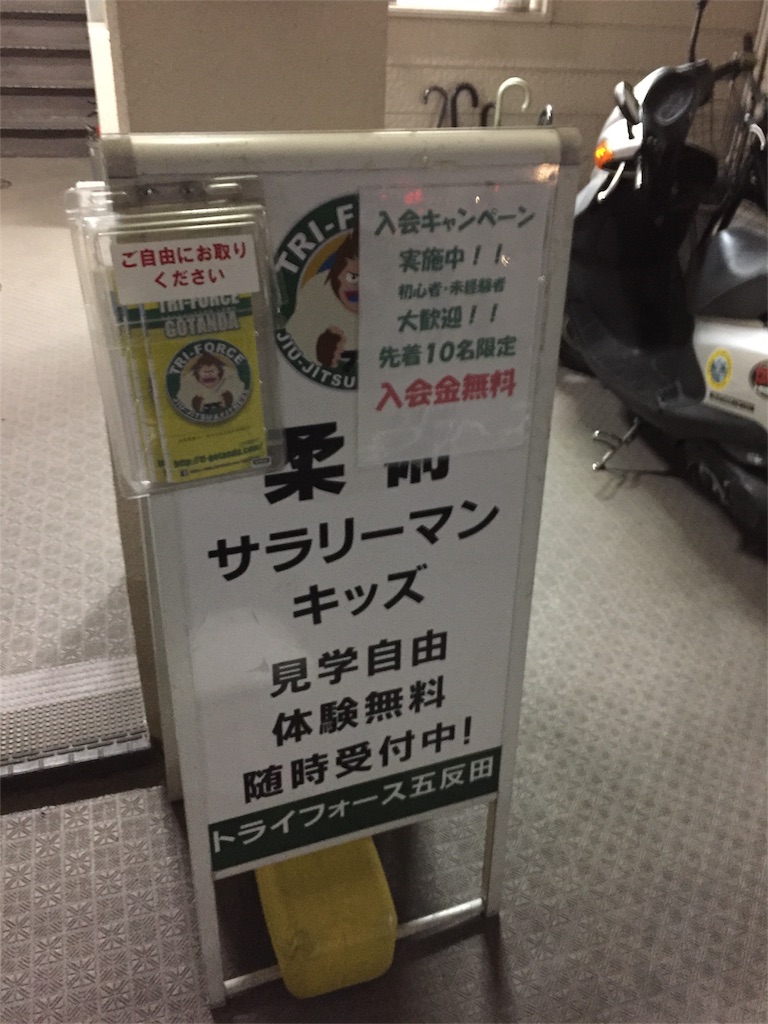 ご自由にお取り
ください
TRI-FORCE
GOTANDA
TRI-FORCE
JIU-JITSU
TRI-F
JIU-JITSU
入会キャンペーン
実施中！！
初心者・未経験者
大歓迎！！
先着10名限定
入会金無料
柔術
サラリーマン
キッズ
見学自由
体験無料
随時受付中!
トライフォース五反田